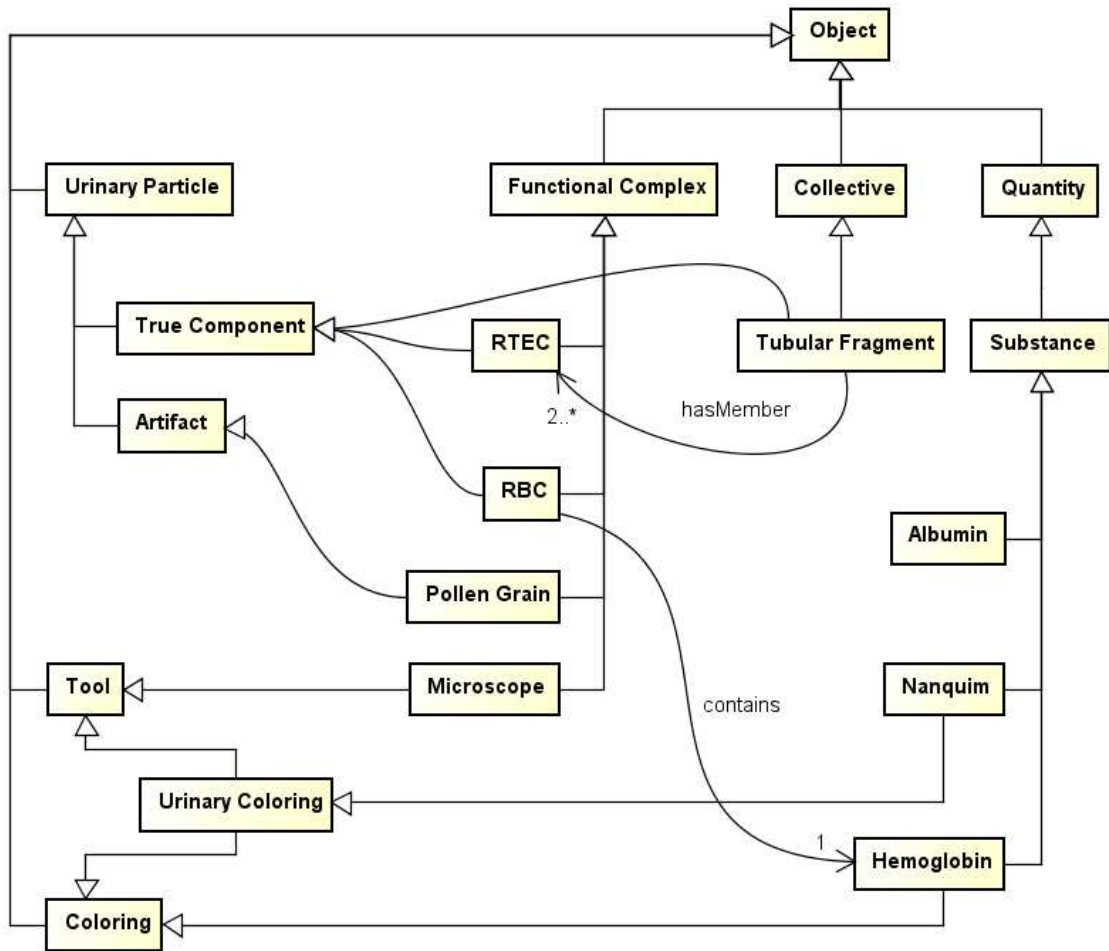 Object
Urinary Particle
Functional Complex
Collective
Quantity
True Component
RTEC
Tubular Fragment
Substance
Artifact
2..*
hasMember
RBC
Albumin
Pollen Grain
Tool
Microscope
Nanquim
contains
Urinary Coloring
1
Hemoglobin
Coloring